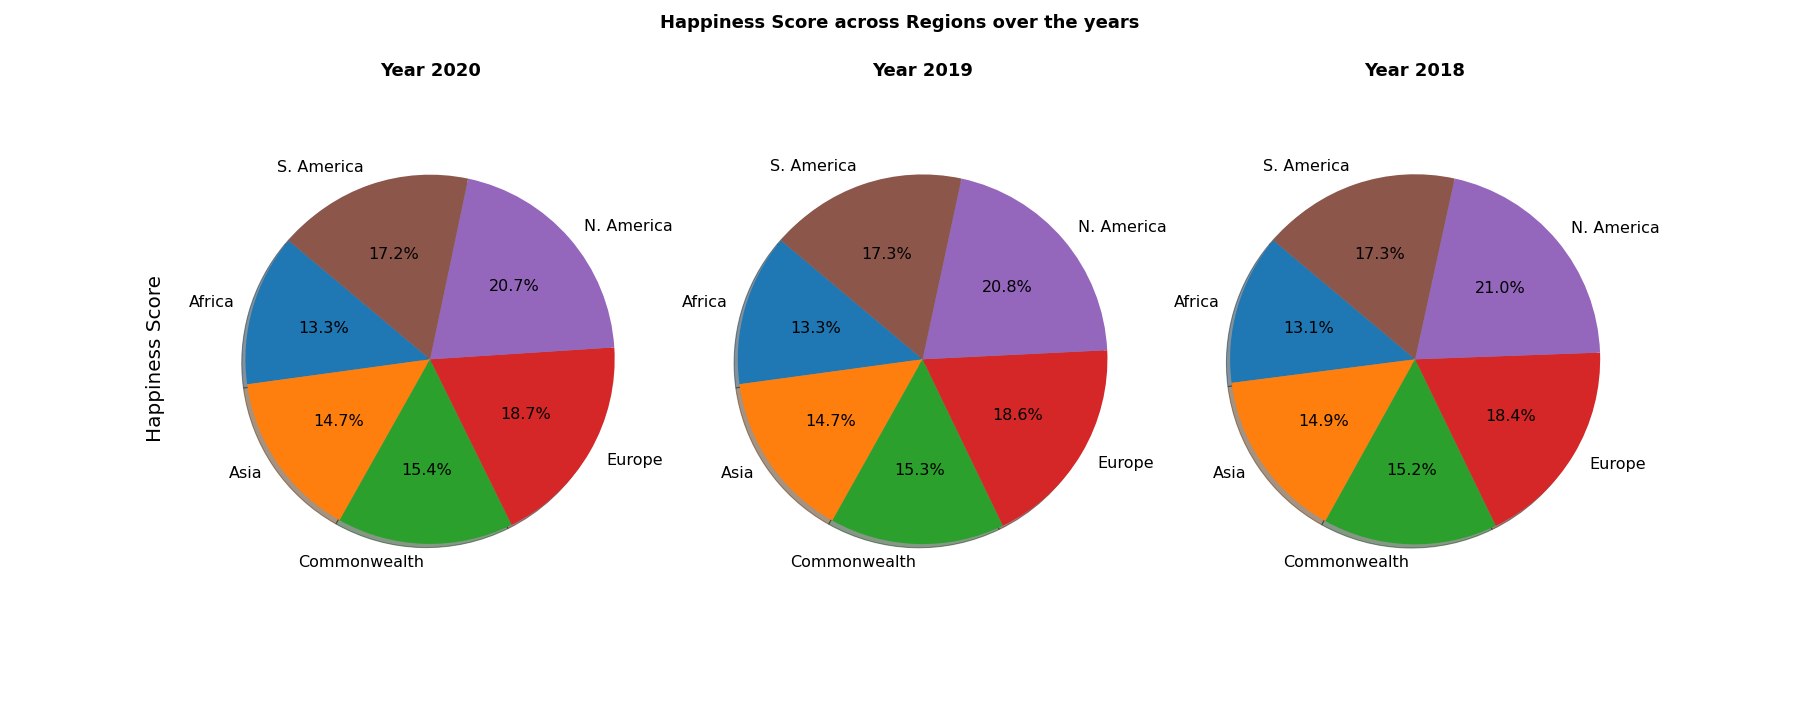 Happiness Score across Regions over the years
Happiness Score
Year 2020
S. America
N. America
17.2%
20.7%
Africa
13.3%
18.7%
14.7%
Europe
Asia
15.4%
Commonwealth
Year 2019
S. America
N. America
17.3%
20.8%
Africa
13.3%
18.6%
14.7%
Europe
Asia
15.3%
Commonwealth
Year 2018
S. America
N. America
17.3%
21.0%
Africa
13.1%
18.4%
14.9%
Europe
Asia
15.2%
Commonwealth